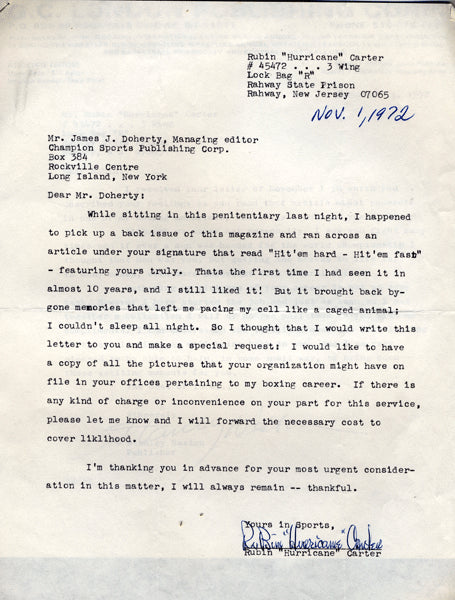 Rubin "Hurricane" Carter
# 45472 . . . 3 Wing
Lock Bag "R"
Rahway State Prison
Rahway, New Jersey 07065
Nov. 1, 1972
Mr. James J. Doherty, Managing editor
Champion Sports Publishing Corp.
Box 384
Rockville Centre
Long Island, New York
Dear Mr. Doherty:
While sitting in this penitentiary last night, I happened
to pick up a back issue of this magazine and ran across an
article under your signature that read "Hit'em hard - Hit'em fast"
- featuring yours truly. Thats the first time I had seen it in
almost 10 years, and I still liked it! But it brought back by-
gone memories that left me pacing my cell like a caged animal;
I couldn't sleep all night. So I thought that I would write this
letter to you and make a special request: I would like to have
a copy of all the pictures that your organization might have on
file in your offices pertaining to my boxing career. If there is
any kind of charge or inconvenience on your part for this service,
please let me know and I will forward the necessary cost to
cover liklihood.
I'm thanking you in advance for your most urgent consider-
ation in this matter, I will always remain -- thankful.
Yours in Sports,
Rubin "Hurricane" Carter
Rubin "Hurricane" Carter